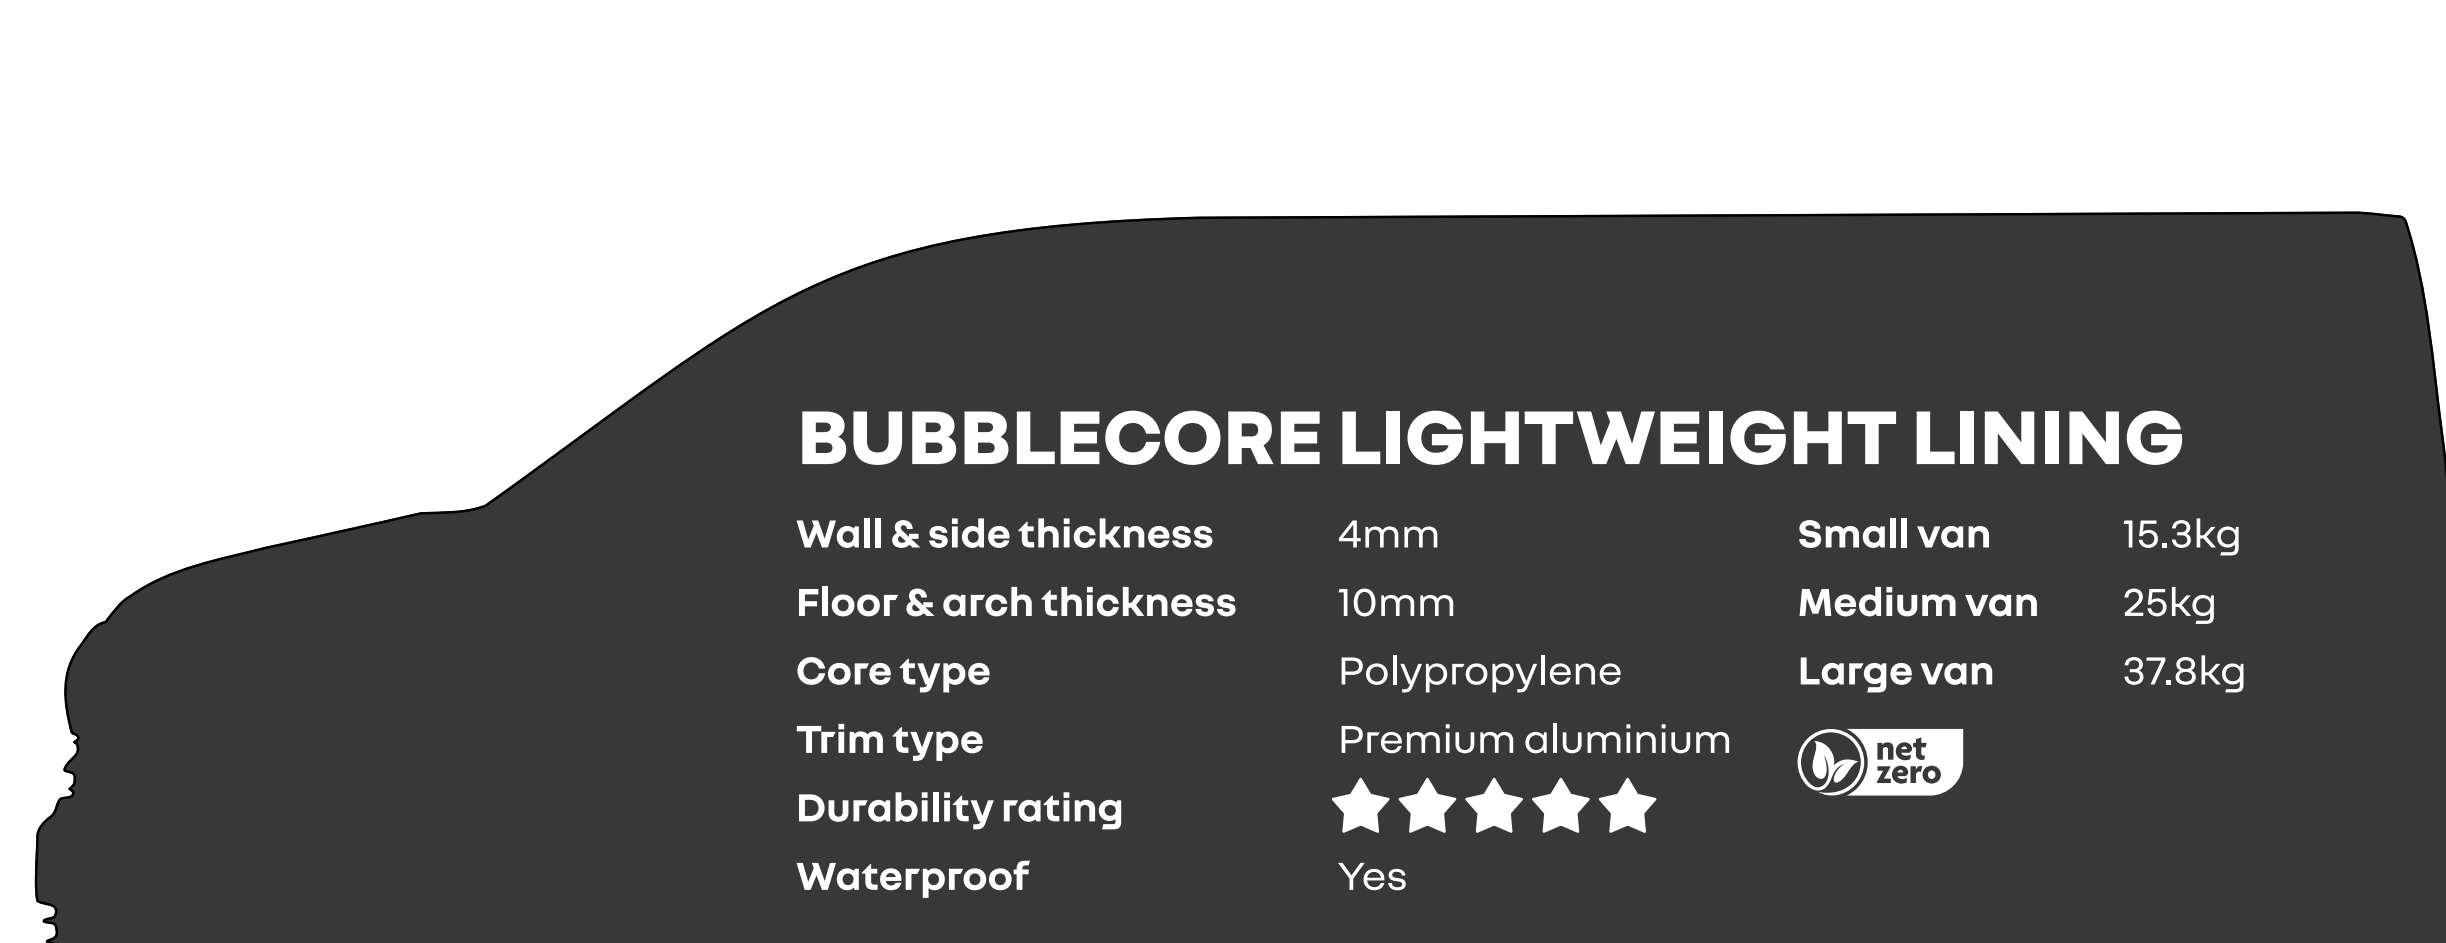 BUBBLECORE LIGHTWEIGHT LINING
Wall & side thickness 4mm
Floor & arch thickness 10mm
Core type Polypropylene
Trim type Premium aluminium
Durability rating
Waterproof Yes
Small van 15.3kg
Medium van 25kg
Large van 37.8kg
net
zero